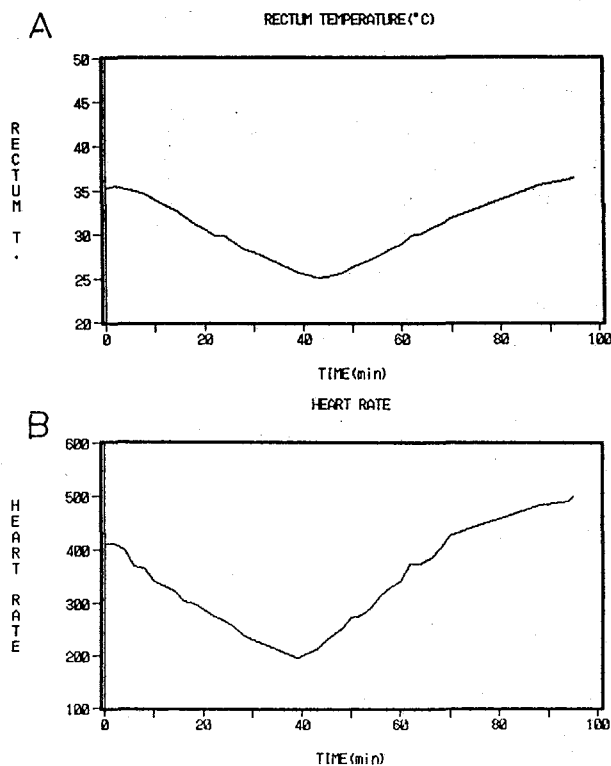 A
RECTUM TEMPERATURE(°C)
RECTUM T.
50
45
40
35
30
25
20
0 20 40 60 80 100
TIME(min)
B
HEART RATE
HEART RATE
600
500
400
300
200
100
0 20 40 60 80 100
TIME(min)